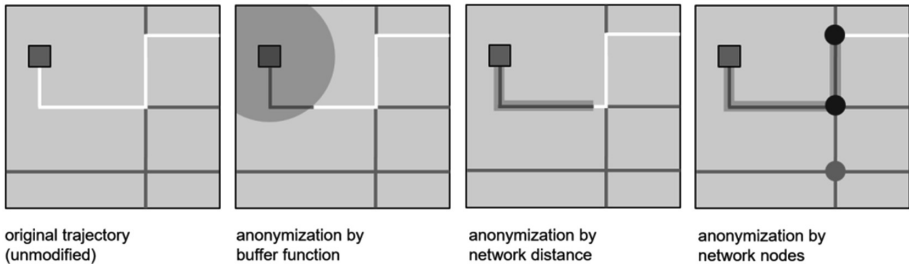 original trajectory
(unmodified)
anonymization by
buffer function
anonymization by
network distance
anonymization by
network nodes